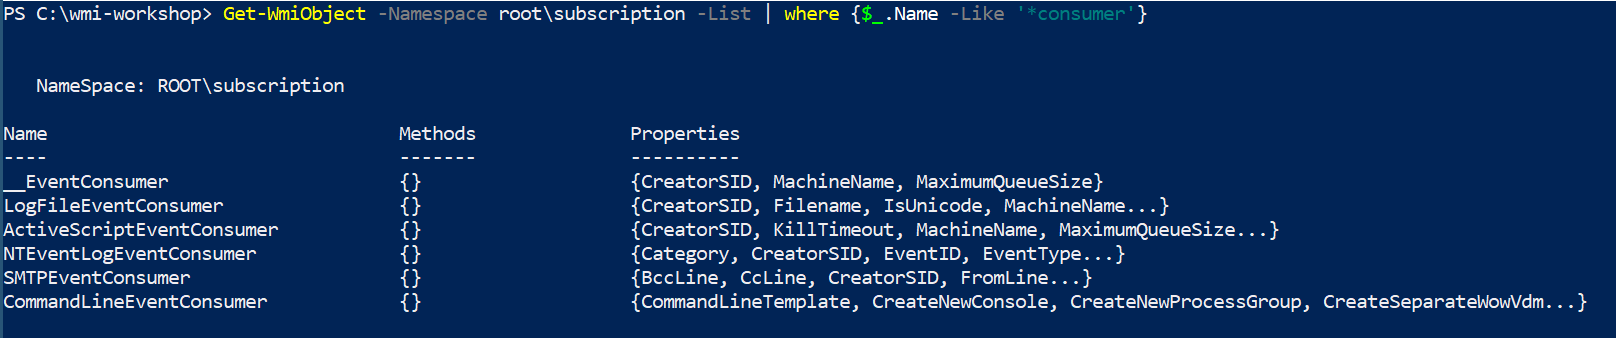 PS C:\wmi-workshop> Get-WmiObject -Namespace root\subscription -List | where {$_.Name -Like '*consumer'}
NameSpace: ROOT\subscription
Name Methods Properties
---- ------- ----------
__EventConsumer {} {CreatorSID, MachineName, MaximumQueueSize}
LogFileEventConsumer {} {CreatorSID, Filename, IsUnicode, MachineName...}
ActiveScriptEventConsumer {} {CreatorSID, KillTimeout, MachineName, MaximumQueueSize...}
NTEventLogEventConsumer {} {Category, CreatorSID, EventID, EventType...}
SMTPEventConsumer {} {BccLine, CcLine, CreatorSID, FromLine...}
CommandLineEventConsumer {} {CommandLineTemplate, CreateNewConsole, CreateNewProcessGroup, CreateSeparateWowVdm...}